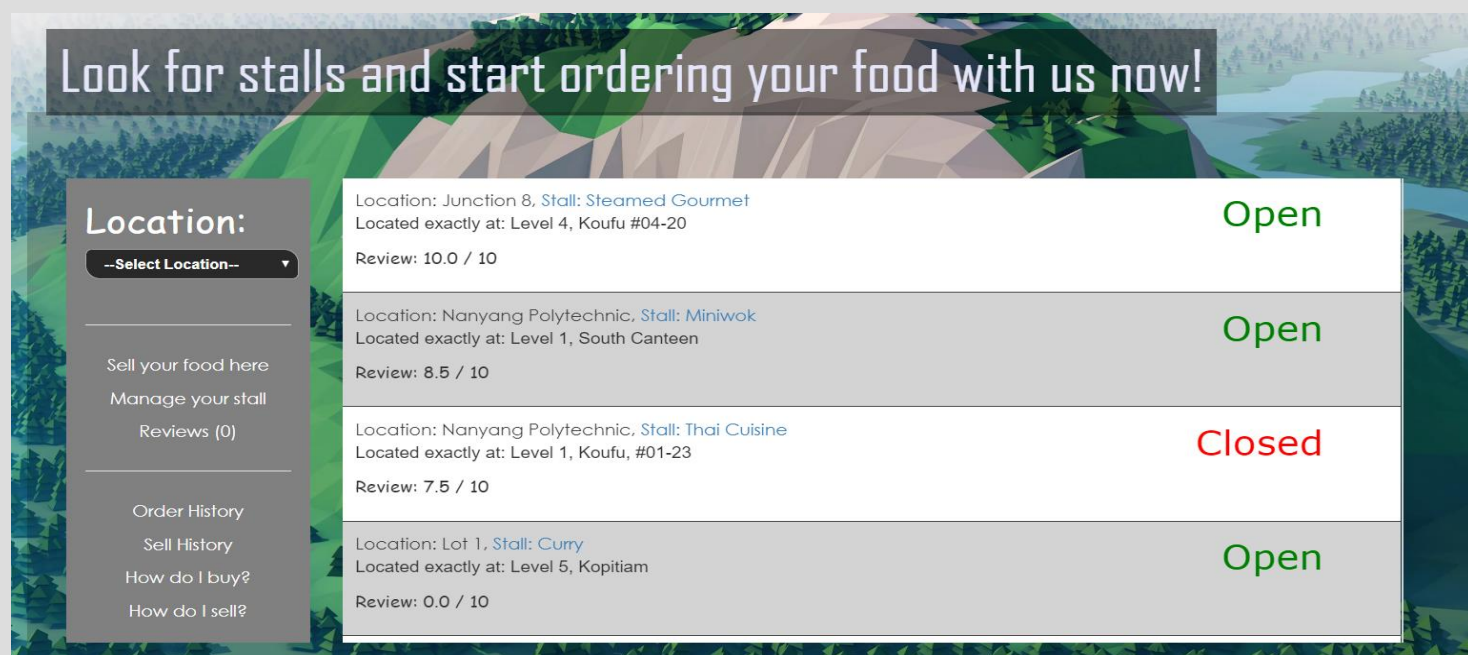 Look for stalls and start ordering your food with us now!
Location:
--Select Location--
Sell your food here
Manage your stall
Reviews (0)
Order History
Sell History
How do I buy?
How do I sell?
Location: Junction 8, Stall: Steamed Gourmet
Located exactly at: Level 4, Koufu #04-20
Review: 10.0 / 10
Open
Location: Nanyang Polytechnic, Stall: Miniwok
Located exactly at: Level 1, South Canteen
Review: 8.5 / 10
Open
Location: Nanyang Polytechnic, Stall: Thai Cuisine
Located exactly at: Level 1, Koufu, #01-23
Review: 7.5 / 10
Closed
Location: Lot 1, Stall: Curry
Located exactly at: Level 5, Kopitiam
Review: 0.0 / 10
Open